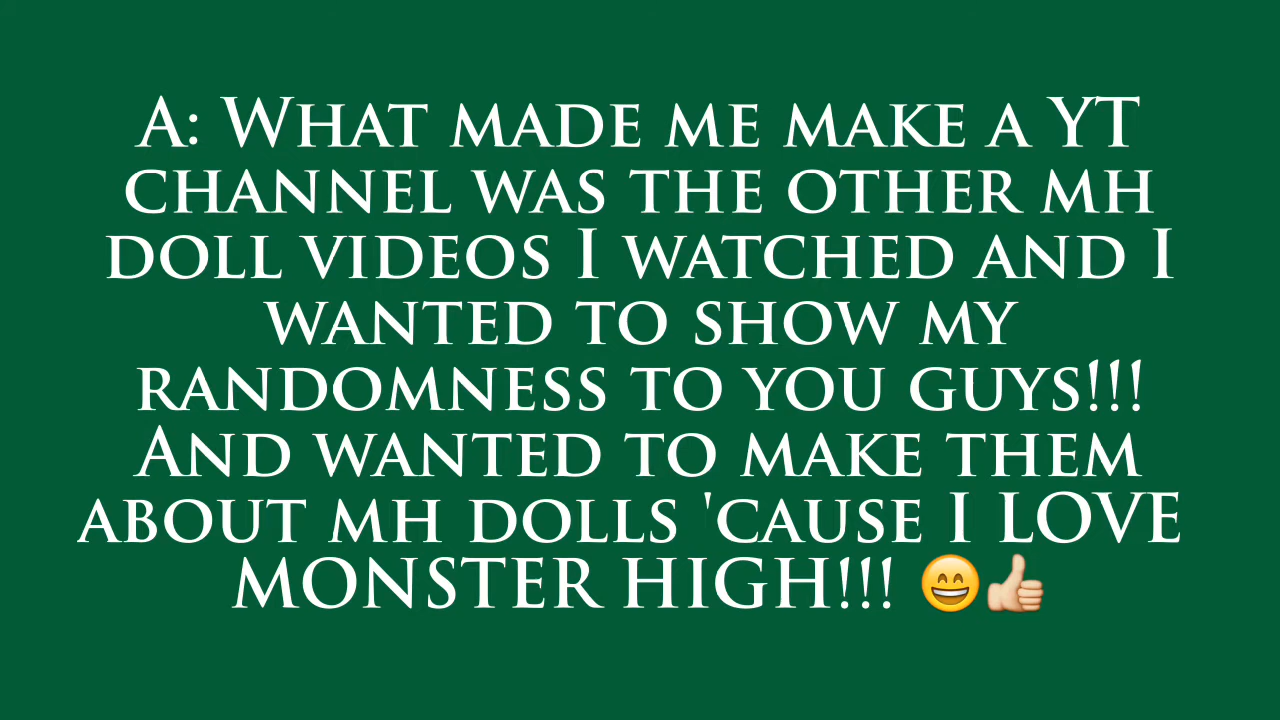 A: What made me make a YT
channel was the other mh
doll videos I watched and I
wanted to show my
randomness to you guys!!!
And wanted to make them
about mh dolls 'cause I LOVE
MONSTER HIGH!!! 😄👍🏻